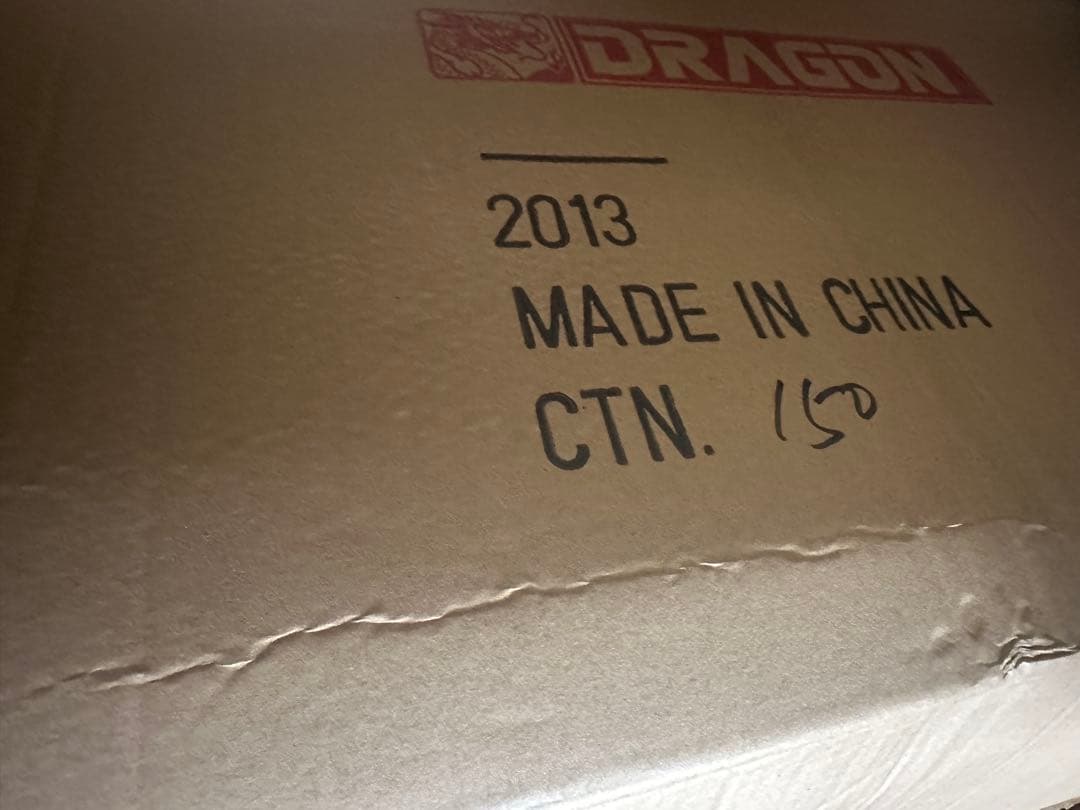 DRAGON
2013
MADE IN CHINA
CTN. 150